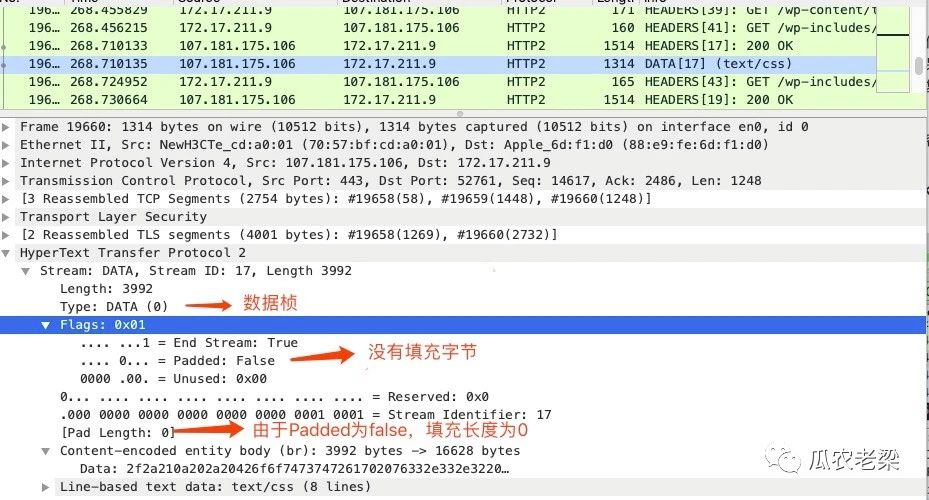 196… 268.455829 172.17.211.9 107.181.175.106 HTTP2 171 HEADERS[39]: GET /wp-content/t
196… 268.456215 172.17.211.9 107.181.175.106 HTTP2 160 HEADERS[41]: GET /wp-includes/
196… 268.710133 107.181.175.106 172.17.211.9 HTTP2 1514 HEADERS[17]: 200 OK
196… 268.710135 107.181.175.106 172.17.211.9 HTTP2 1314 DATA[17] (text/css)
196… 268.724952 172.17.211.9 107.181.175.106 HTTP2 165 HEADERS[43]: GET /wp-includes/
196… 268.730664 107.181.175.106 172.17.211.9 HTTP2 1514 HEADERS[19]: 200 OK
Frame 19660: 1314 bytes on wire (10512 bits), 1314 bytes captured (10512 bits) on interface en0, id 0
Ethernet II, Src: NewH3CTe_cd:a0:01 (70:57:bf:cd:a0:01), Dst: Apple_6d:f1:d0 (88:e9:fe:6d:f1:d0)
Internet Protocol Version 4, Src: 107.181.175.106, Dst: 172.17.211.9
Transmission Control Protocol, Src Port: 443, Dst Port: 52761, Seq: 14617, Ack: 2486, Len: 1248
[3 Reassembled TCP Segments (2754 bytes): #19658(58), #19659(1448), #19660(1248)]
Transport Layer Security
[2 Reassembled TLS segments (4001 bytes): #19658(1269), #19660(2732)]
HyperText Transfer Protocol 2
Stream: DATA, Stream ID: 17, Length 3992
Length: 3992
Type: DATA (0) 数据桢
Flags: 0x01
.... ...1 = End Stream: True
.... 0... = Padded: False 没有填充字节
0000 .00. = Unused: 0x00
0... .... .... .... .... .... .... .... = Reserved: 0x0
.000 0000 0000 0000 0000 0000 0001 0001 = Stream Identifier: 17
[Pad Length: 0] 由于Padded为false，填充长度为0
Content-encoded entity body (br): 3992 bytes -> 16628 bytes
Data: 2f2a210a202a20426f6f7473747261702076332e332e3220…
Line-based text data: text/css (8 lines)
瓜农老梁